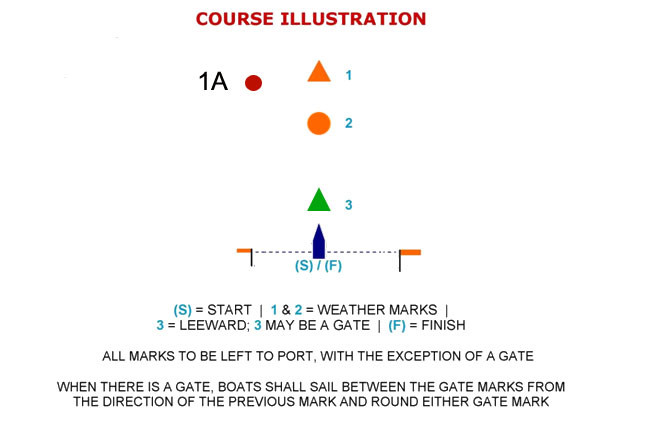 COURSE ILLUSTRATION
1A
1
2
3
(S) / (F)
(S) = START | 1 & 2 = WEATHER MARKS |
3 = LEEWARD; 3 MAY BE A GATE | (F) = FINISH
ALL MARKS TO BE LEFT TO PORT, WITH THE EXCEPTION OF A GATE
WHEN THERE IS A GATE, BOATS SHALL SAIL BETWEEN THE GATE MARKS FROM
THE DIRECTION OF THE PREVIOUS MARK AND ROUND EITHER GATE MARK